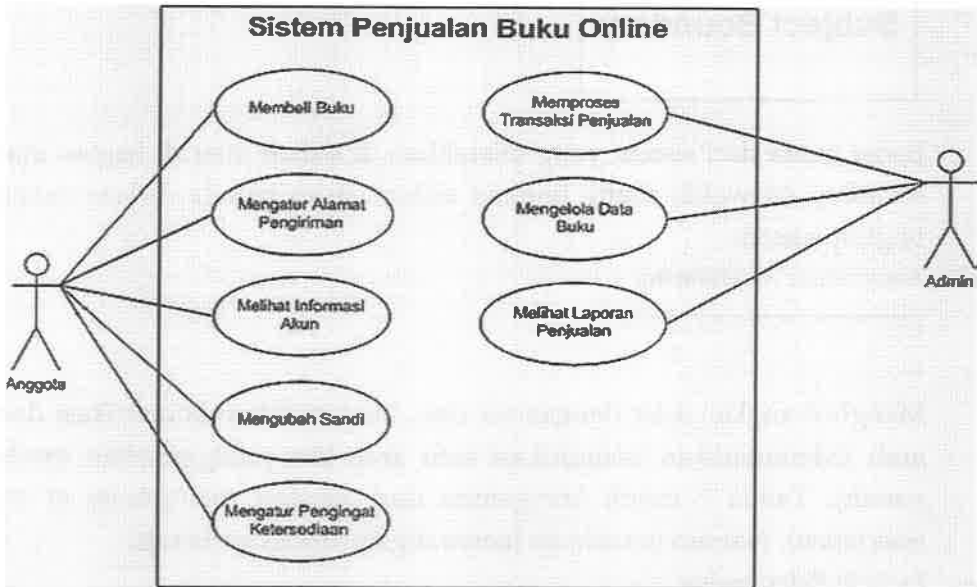 Sistem Penjualan Buku Online
Membeli Buku
Memproses
Transaksi Penjualan
Mengatur Alamat
Pengiriman
Mengelola Data
Buku
Melihat Informasi
Akun
Melihat Laporan
Penjualan
Mengubah Sandi
Mengatur Pengingat
Ketersediaan
Anggota
Admin